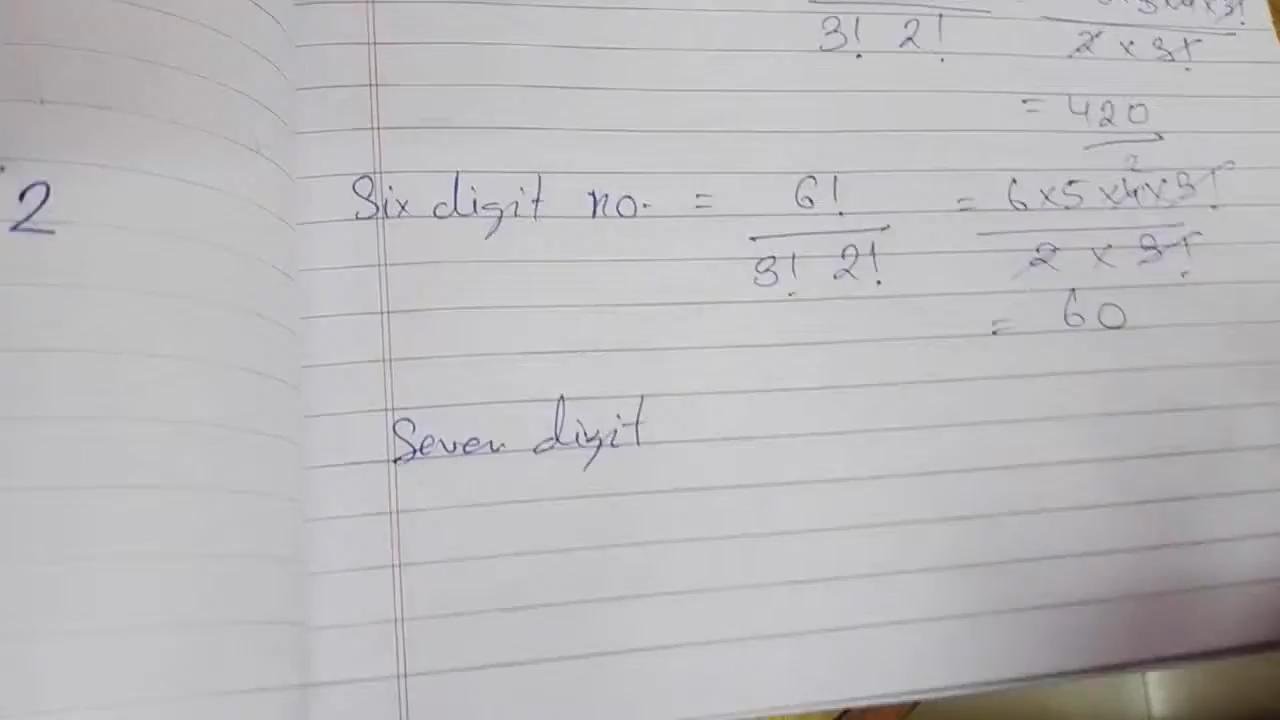 3! 2! 2 × 3!
= 420
2 Six digit no. = 6! / 3! 2! = 6×5×4×3! / 2 × 3!
2
= 60
Seven digit